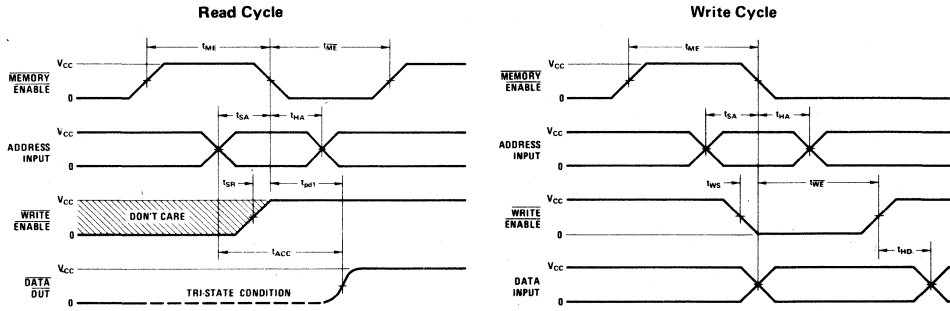 Read Cycle
tME
tME
VCC
MEMORY
ENABLE
0
tSA
tHA
VCC
ADDRESS
INPUT
0
tSR
tpd1
VCC
WRITE
ENABLE
DON'T CARE
0
tACC
VCC
DATA
OUT
TRI-STATE CONDITION
0
Write Cycle
tME
VCC
MEMORY
ENABLE
0
tSA
tHA
VCC
ADDRESS
INPUT
0
tWS
tWE
VCC
WRITE
ENABLE
0
tHD
VCC
DATA
INPUT
0